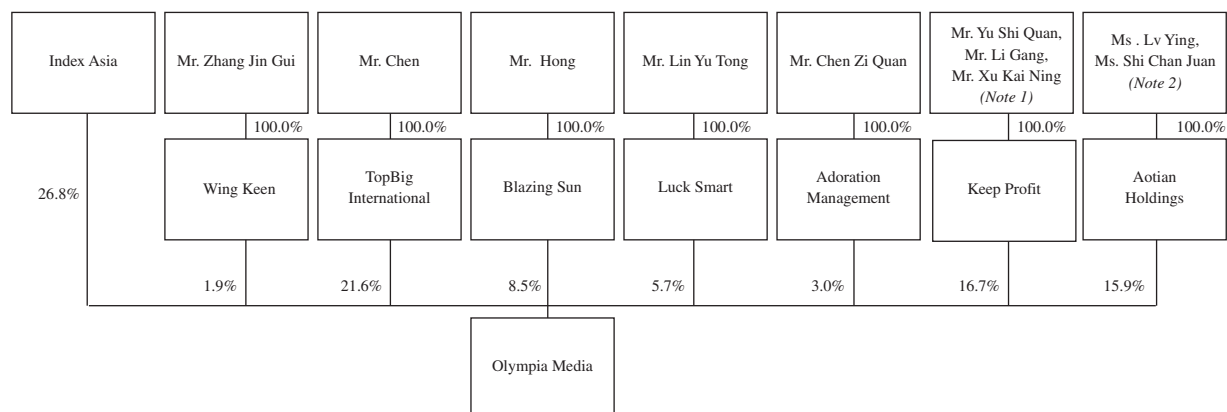 Index Asia
Mr. Zhang Jin Gui
Mr. Chen
Mr. Hong
Mr. Lin Yu Tong
Mr. Chen Zi Quan
Mr. Yu Shi Quan,
Mr. Li Gang,
Mr. Xu Kai Ning
(Note 1)
Ms . Lv Ying,
Ms. Shi Chan Juan
(Note 2)
100.0%
100.0%
100.0%
100.0%
100.0%
100.0%
100.0%
26.8%
Wing Keen
TopBig
International
Blazing Sun
Luck Smart
Adoration
Management
Keep Profit
Aotian
Holdings
1.9%
21.6%
8.5%
5.7%
3.0%
16.7%
15.9%
Olympia Media